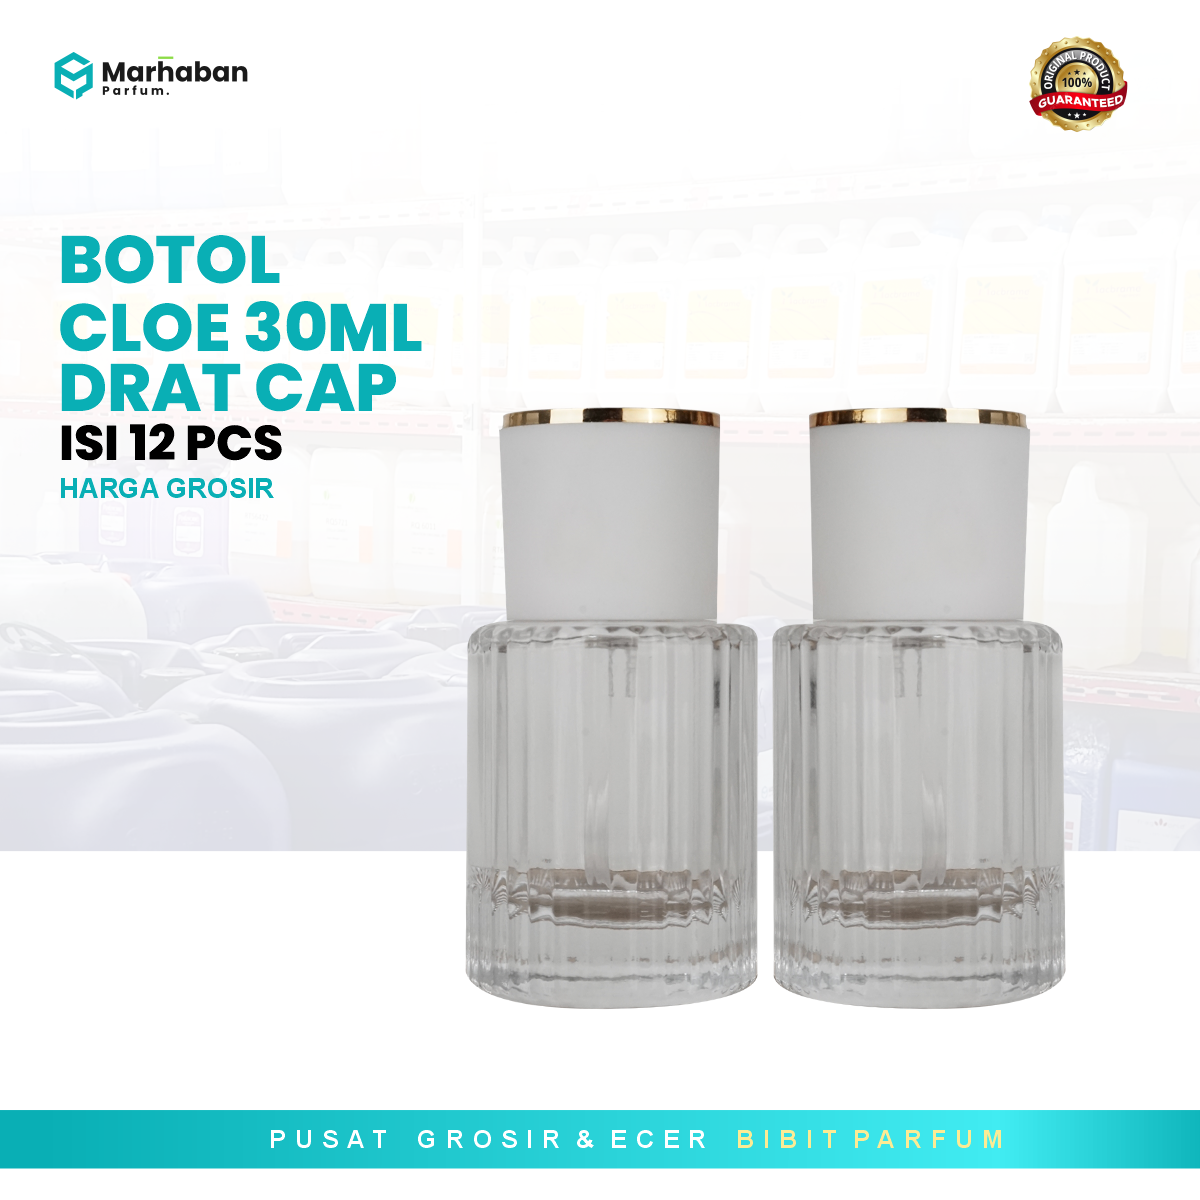 Marhaban
Parfum.
ORIGINAL PRODUCT
100%
GUARANTEED
BOTOL
CLOE 30ML
DRAT CAP
ISI 12 PCS
HARGA GROSIR
PUSAT GROSIR & ECER BIBIT PARFUM